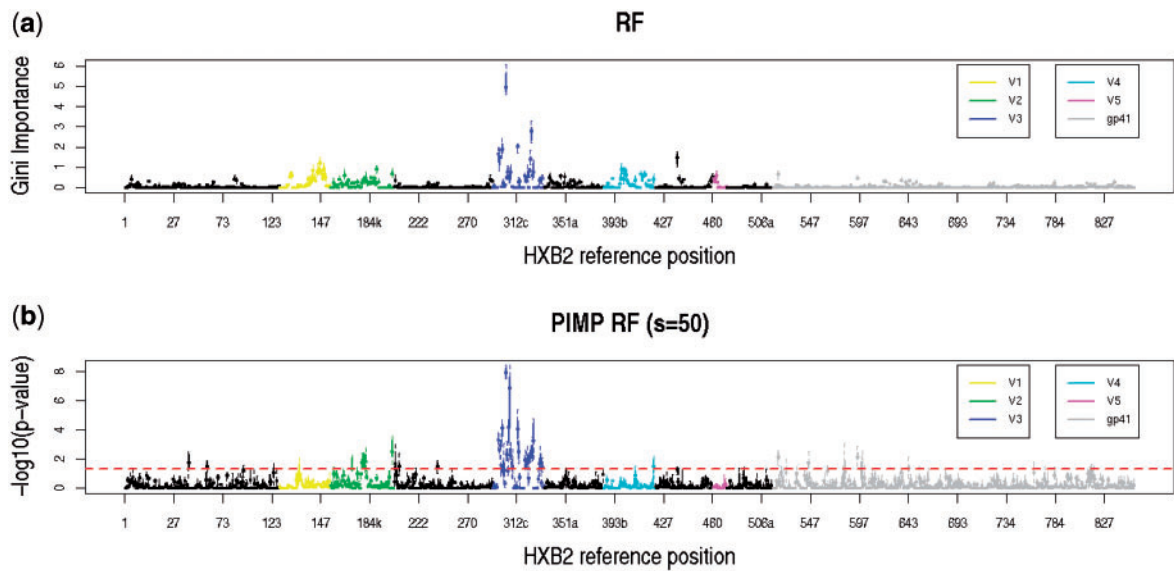 (a)
RF
Gini Importance
6
5
4
3
2
1
0
V1
V2
V3
V4
V5
gp41
1 27 73 123 147 184k 222 270 312c 351a 393b 427 460 506a 547 597 643 693 734 784 827
HXB2 reference position
(b)
PIMP RF (s=50)
-log10(p-value)
8
6
4
2
0
V1
V2
V3
V4
V5
gp41
1 27 73 123 147 184k 222 270 312c 351a 393b 427 460 506a 547 597 643 693 734 784 827
HXB2 reference position